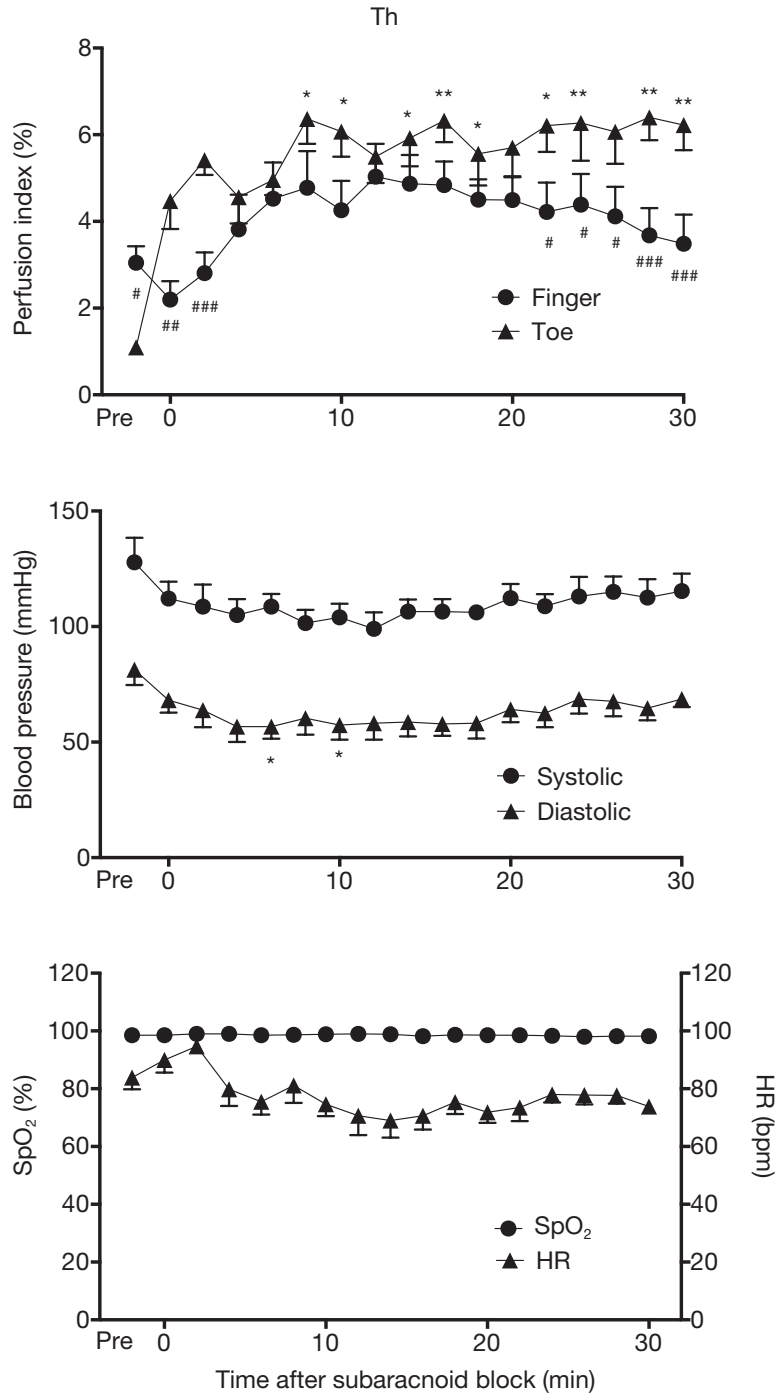 Th
Perfusion index (%)
8
6
4
2
0
* * * ** * * ** ** **
# ## ### # # # ### ###
Finger
Toe
Pre 0 10 20 30
Blood pressure (mmHg)
150
100
50
0
* *
Systolic
Diastolic
Pre 0 10 20 30
SpO₂ (%)
120
100
80
60
40
20
0
HR (bpm)
120
100
80
60
40
20
0
SpO₂
HR
Pre 0 10 20 30
Time after subaracnoid block (min)